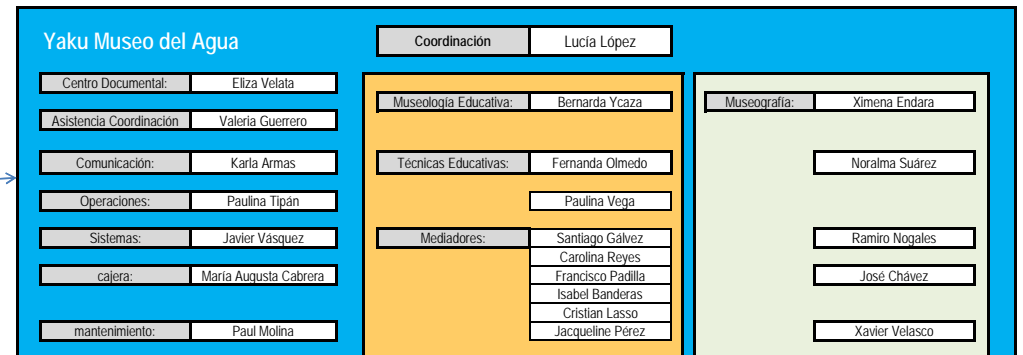 Yaku Museo del Agua
Coordinación Lucía López
Centro Documental: Eliza Velata
Asistencia Coordinación Valeria Guerrero
Comunicación: Karla Armas
Operaciones: Paulina Tipán
Sistemas: Javier Vásquez
cajera: María Augusta Cabrera
mantenimiento: Paul Molina
Museología Educativa: Bernarda Ycaza
Técnicas Educativas: Fernanda Olmedo
Paulina Vega
Mediadores: Santiago Gálvez
Carolina Reyes
Francisco Padilla
Isabel Banderas
Cristian Lasso
Jacqueline Pérez
Museografía: Ximena Endara
Noralma Suárez
Ramiro Nogales
José Chávez
Xavier Velasco